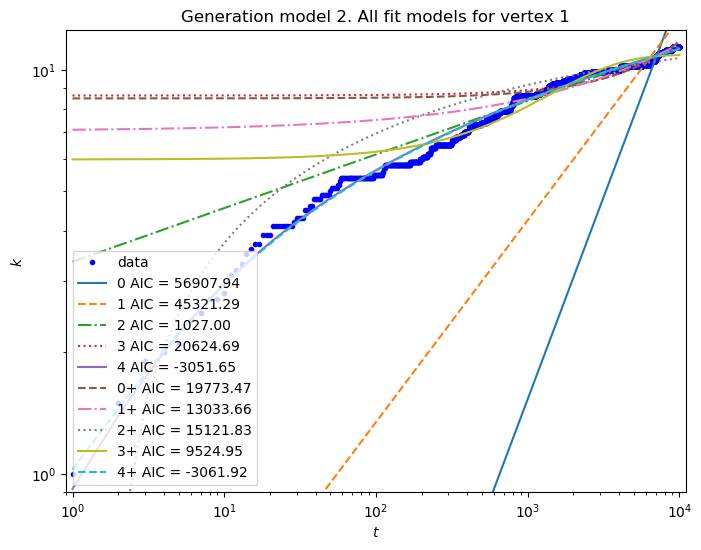 Generation model 2. All fit models for vertex 1
10¹
k
10⁰
data
0 AIC = 56907.94
1 AIC = 45321.29
2 AIC = 1027.00
3 AIC = 20624.69
4 AIC = -3051.65
0+ AIC = 19773.47
1+ AIC = 13033.66
2+ AIC = 15121.83
3+ AIC = 9524.95
4+ AIC = -3061.92
10⁰ 10¹ 10² 10³ 10⁴
t